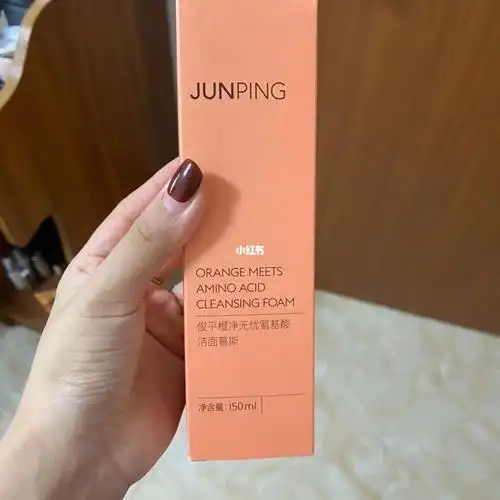 JUNPING
小红书
ORANGE MEETS
AMINO ACID
CLEANSING FOAM
俊平橙净无忧氨基酸
洁面慕斯
净含量:150ml